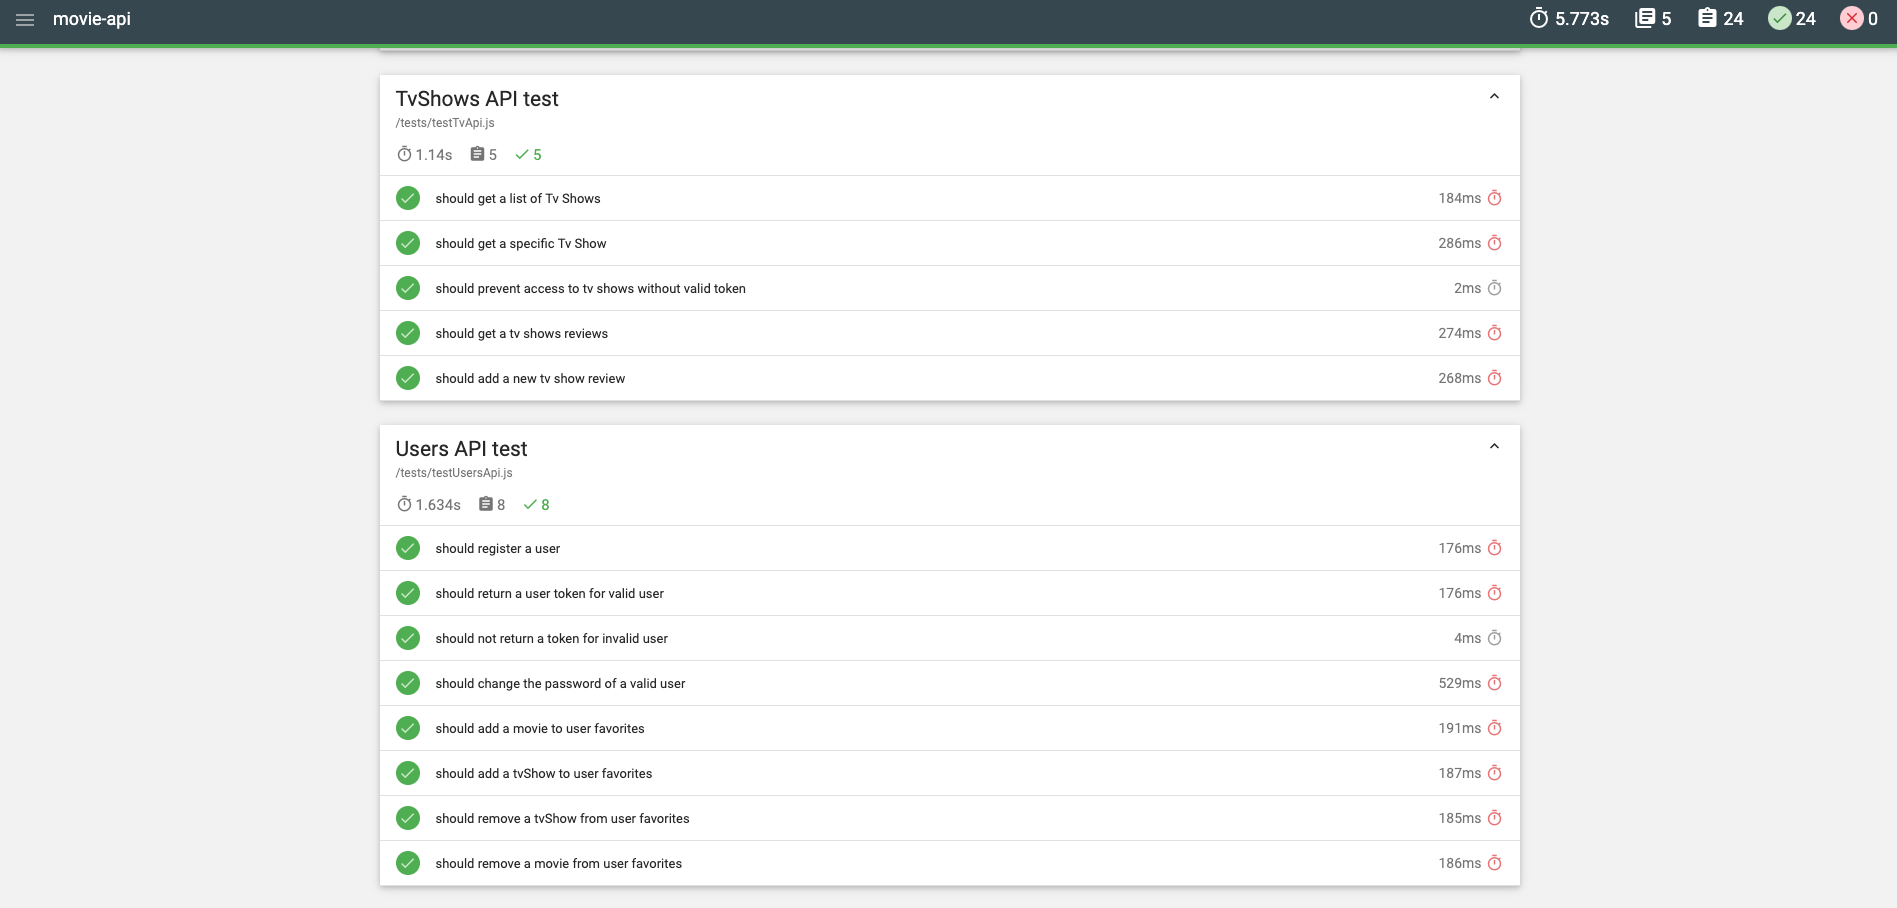 movie-api 5.773s 5 24 24 0
TvShows API test
/tests/testTvApi.js
1.14s 5 5
should get a list of Tv Shows 184ms
should get a specific Tv Show 286ms
should prevent access to tv shows without valid token 2ms
should get a tv shows reviews 274ms
should add a new tv show review 268ms
Users API test
/tests/testUsersApi.js
1.634s 8 8
should register a user 176ms
should return a user token for valid user 176ms
should not return a token for invalid user 4ms
should change the password of a valid user 529ms
should add a movie to user favorites 191ms
should add a tvShow to user favorites 187ms
should remove a tvShow from user favorites 185ms
should remove a movie from user favorites 186ms